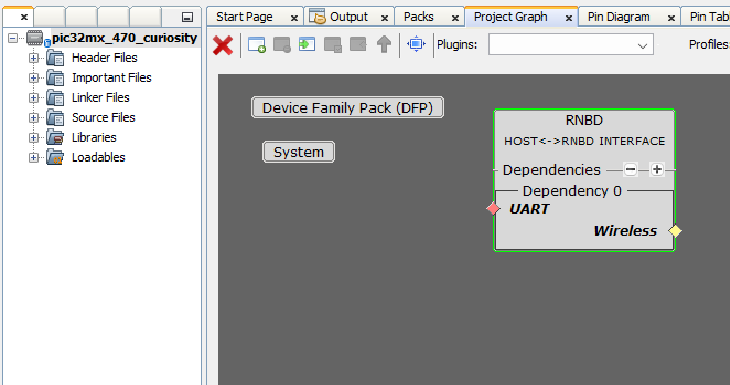 Start Page
Output
Packs
Project Graph
Pin Diagram
Pin Tab
pic32mx_470_curiosity
Header Files
Important Files
Linker Files
Source Files
Libraries
Loadables
Plugins:
Profiles
Device Family Pack (DFP)
System
RNBD
HOST<->RNBD INTERFACE
Dependencies
Dependency 0
UART
Wireless